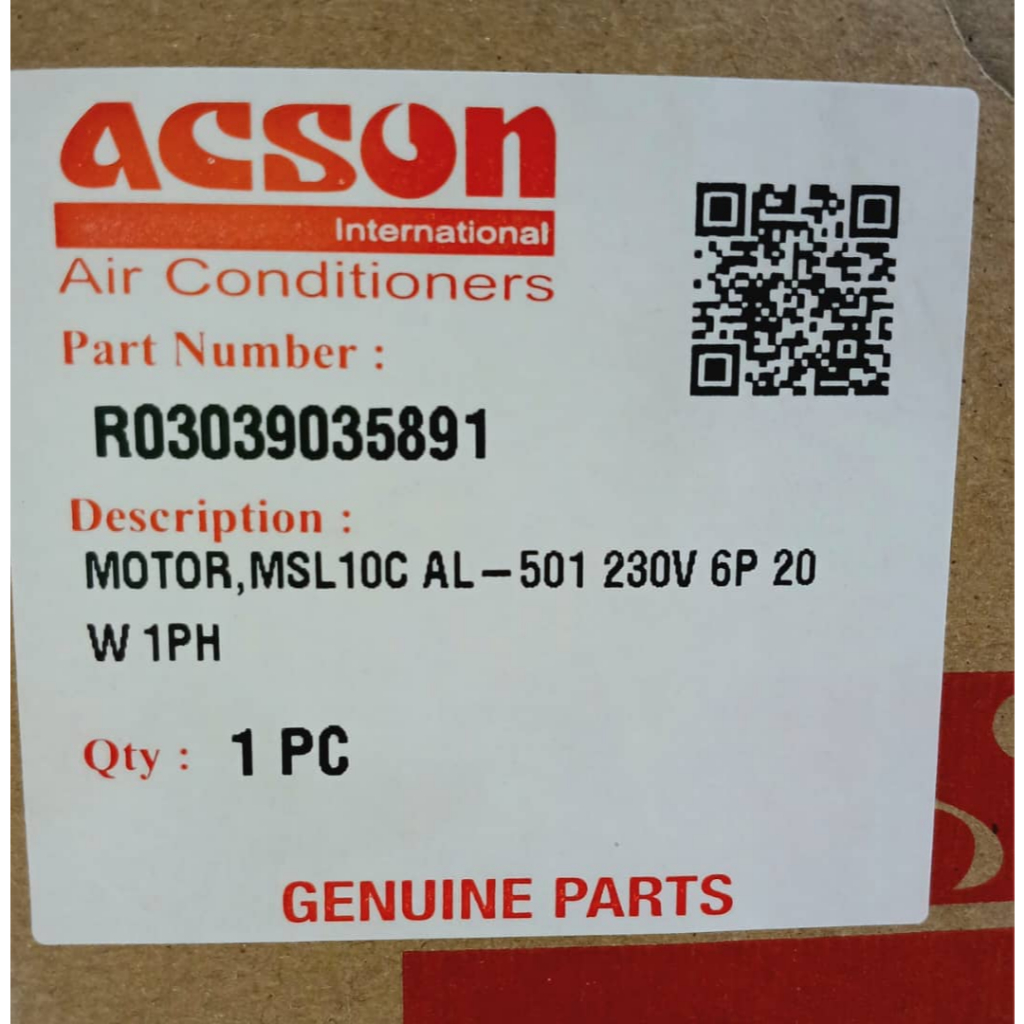 acson
International
Air Conditioners
Part Number :
R03039035891
Description :
MOTOR,MSL10C AL-501 230V 6P 20
W 1PH
Qty : 1 PC
GENUINE PARTS